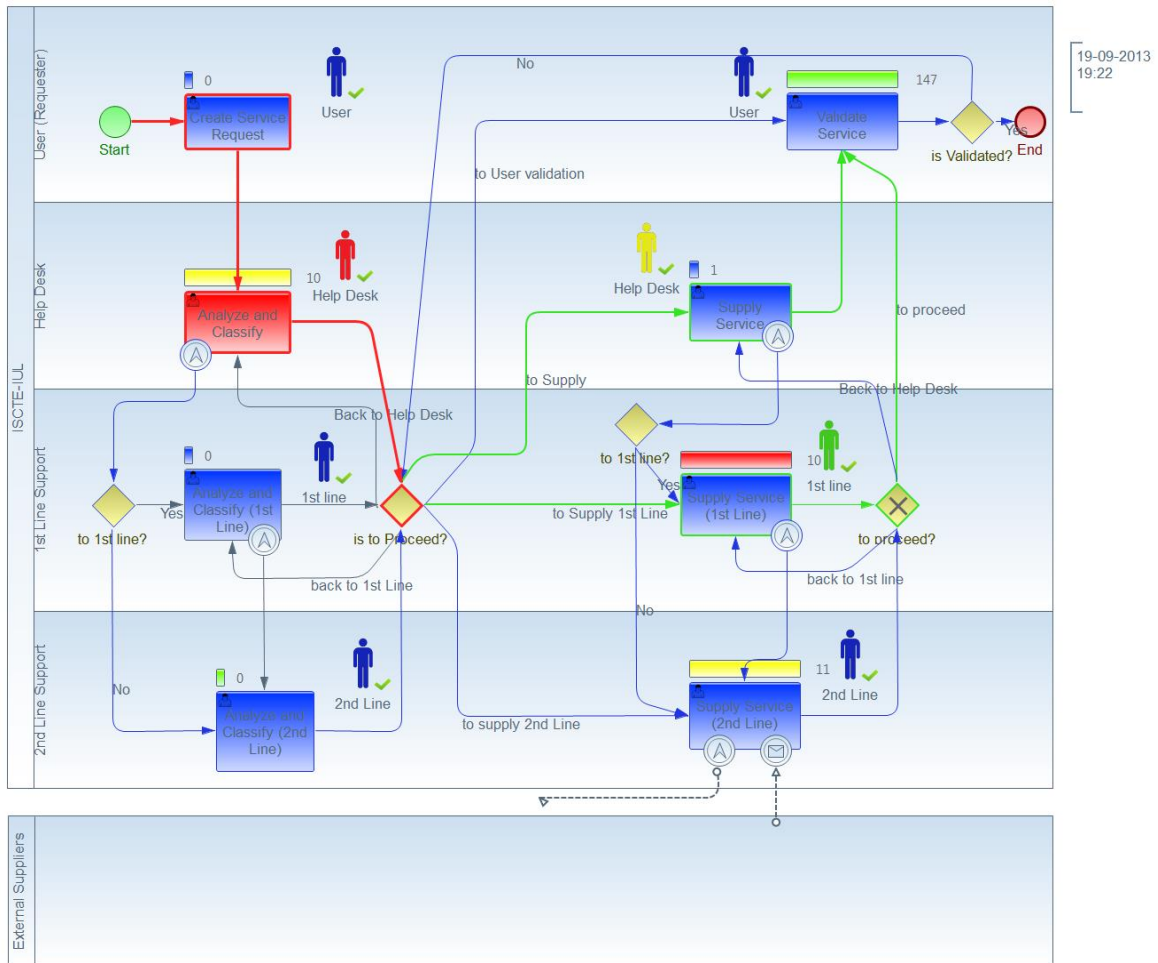 19-09-2013
19:22
ISCTE-IUL
User (Requester)
Start
0
Create Service
Request
User
No
to User validation
User
147
Validate
Service
is Validated?
Yes
End
Help Desk
10
Help Desk
Analyze and
Classify
Help Desk
1
Supply
Service
to proceed
to Supply
Back to Help Desk
Back to Help Desk
1st Line Support
to 1st line?
Yes
0
Analyze and
Classify (1st
Line)
1st line
is to Proceed?
back to 1st Line
to Supply 1st Line
to 1st line?
Yes
10
Supply Service
(1st Line)
1st line
to proceed?
back to 1st line
No
2nd Line Support
No
0
Analyze and
Classify (2nd
Line)
2nd Line
to supply 2nd Line
11
Supply Service
(2nd Line)
2nd Line
External Suppliers